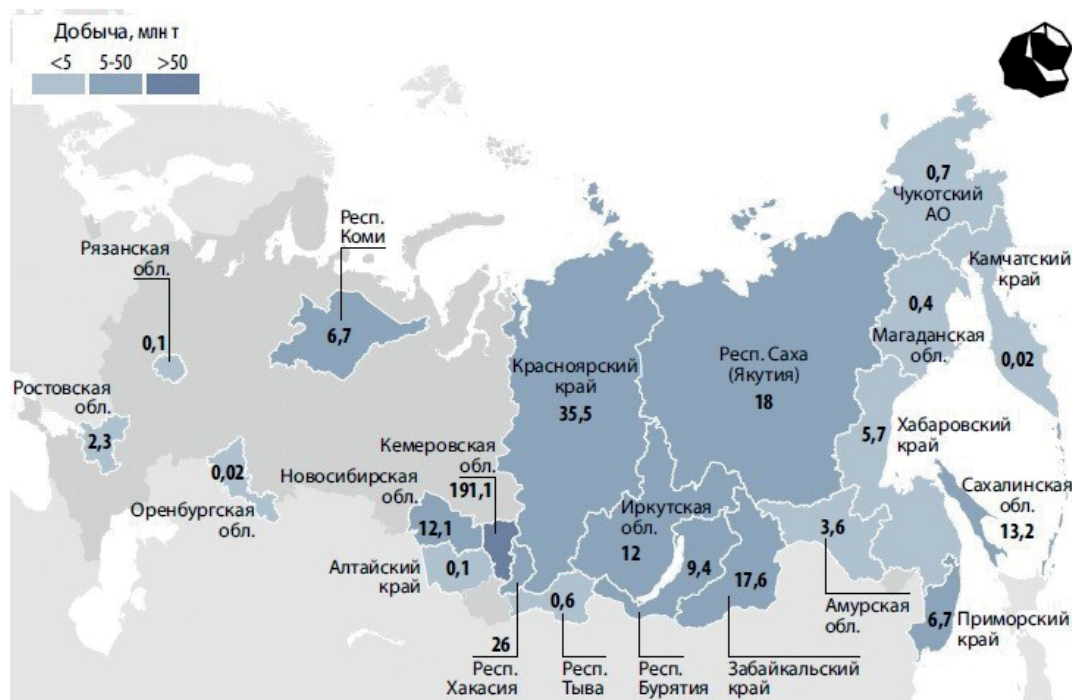 Добыча, млн т
<5 5-50 >50
0,7
Чукотский
АО
Респ.
Коми
Рязанская
обл.
Камчатский
край
0,4
Магаданская
обл.
6,7
0,1
Красноярский
край
35,5
Респ. Саха
(Якутия)
18
0,02
Ростовская
обл.
2,3
Хабаровский
край
5,7
Кемеровская
обл.
191,1
0,02
Новосибирская
обл.
Сахалинская
обл.
13,2
Оренбургская
обл.
12,1
Иркутская
обл.
12
3,6
Алтайский
край
0,1
9,4
17,6
0,6
Амурская
обл.
6,7
Приморский
край
26
Респ.
Хакасия
Респ.
Тыва
Респ.
Бурятия
Забайкальский
край